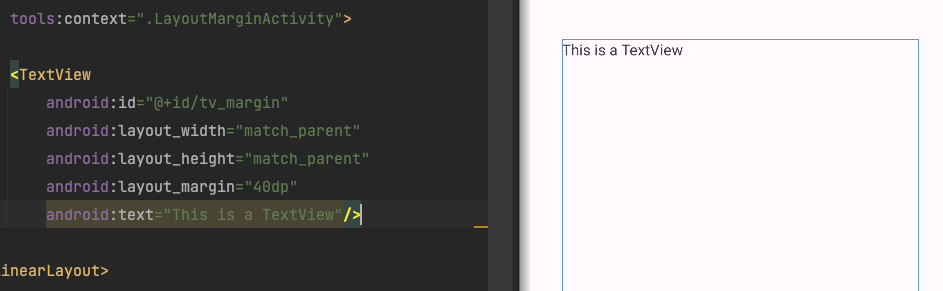 tools:context=".LayoutMarginActivity">
<TextView
android:id="@+id/tv_margin"
android:layout_width="match_parent"
android:layout_height="match_parent"
android:layout_margin="40dp"
android:text="This is a TextView"/>
inearLayout>
This is a TextView